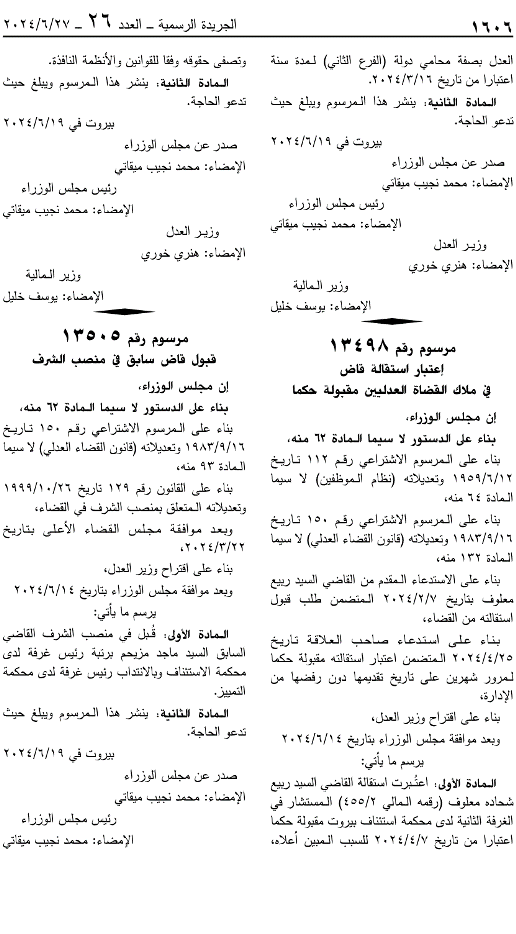 ١٦٠٦
الجريدة الرسمية ــ العدد ٢٦ ــ ٢٠٢٤/٦/٢٧
العدل بصفة محامي دولة (الفرع الثاني) لمدة سنة
اعتبارا من تاريخ ٢٠٢٤/٣/١٦.
المادة الثانية: ينشر هذا المرسوم ويبلغ حيث
تدعو الحاجة.
بيروت في ٢٠٢٤/٦/١٩
صدر عن مجلس الوزراء
الإمضاء: محمد نجيب ميقاتي
رئيس مجلس الوزراء
الإمضاء: محمد نجيب ميقاتي
وزير العدل
الإمضاء: هنري خوري
وزير المالية
الإمضاء: يوسف خليل
مرسوم رقم ١٣٤٩٨
إعتبار استقالة قاض
في ملاك القضاة العدليين مقبولة حكما
إن مجلس الوزراء،
بناء على الدستور لا سيما المادة ٦٢ منه،
بناء على المرسوم الاشتراعي رقم ١١٢ تاريخ
١٩٥٩/٦/١٢ وتعديلاته (نظام الموظفين) لا سيما
المادة ٦٤ منه،
بناء على المرسوم الاشتراعي رقم ١٥٠ تاريخ
١٩٨٣/٩/١٦ وتعديلاته (قانون القضاء العدلي) لا سيما
المادة ١٣٢ منه،
بناء على الاستدعاء المقدم من القاضي السيد ربيع
معلوف بتاريخ ٢٠٢٤/٢/٧ المتضمن طلب قبول
استقالته من القضاء،
بناء على استدعاء صاحب العلاقة تاريخ
٢٠٢٤/٤/٢٥ المتضمن اعتبار استقالته مقبولة حكما
لمرور شهرين على تاريخ تقديمها دون رفضها من
الإدارة،
بناء على اقتراح وزير العدل،
وبعد موافقة مجلس الوزراء بتاريخ ٢٠٢٤/٦/١٤
يرسم ما يأتي:
المادة الأولى: اعتُبرت استقالة القاضي السيد ربيع
شحاده معلوف (رقمه المالي ٤٥٥/٢) المستشار في
الغرفة الثانية لدى محكمة استئناف بيروت مقبولة حكما
اعتبارا من تاريخ ٢٠٢٤/٤/٧ للسبب المبين أعلاه،
وتصفى حقوقه وفقا للقوانين والأنظمة النافذة.
المادة الثانية: ينشر هذا المرسوم ويبلغ حيث
تدعو الحاجة.
بيروت في ٢٠٢٤/٦/١٩
صدر عن مجلس الوزراء
الإمضاء: محمد نجيب ميقاتي
رئيس مجلس الوزراء
الإمضاء: محمد نجيب ميقاتي
وزير العدل
الإمضاء: هنري خوري
وزير المالية
الإمضاء: يوسف خليل
مرسوم رقم ١٣٥٠٥
قبول قاض سابق في منصب الشرف
إن مجلس الوزراء،
بناء على الدستور لا سيما المادة ٦٢ منه،
بناء على المرسوم الاشتراعي رقم ١٥٠ تاريخ
١٩٨٣/٩/١٦ وتعديلاته (قانون القضاء العدلي) لا سيما
المادة ٩٣ منه،
بناء على القانون رقم ١٢٩ تاريخ ١٩٩٩/١٠/٢٦
وتعديلاته المتعلق بمنصب الشرف في القضاء،
وبعد موافقة مجلس القضاء الأعلى بتاريخ
٢٠٢٤/٣/٢٢،
بناء على اقتراح وزير العدل،
وبعد موافقة مجلس الوزراء بتاريخ ٢٠٢٤/٦/١٤
يرسم ما يأتي:
المادة الأولى: قُبل في منصب الشرف القاضي
السابق السيد ماجد مزيحم برتبة رئيس غرفة لدى
محكمة الاستئناف وبالانتداب رئيس غرفة لدى محكمة
التمييز.
المادة الثانية: ينشر هذا المرسوم ويبلغ حيث
تدعو الحاجة.
بيروت في ٢٠٢٤/٦/١٩
صدر عن مجلس الوزراء
الإمضاء: محمد نجيب ميقاتي
رئيس مجلس الوزراء
الإمضاء: محمد نجيب ميقاتي